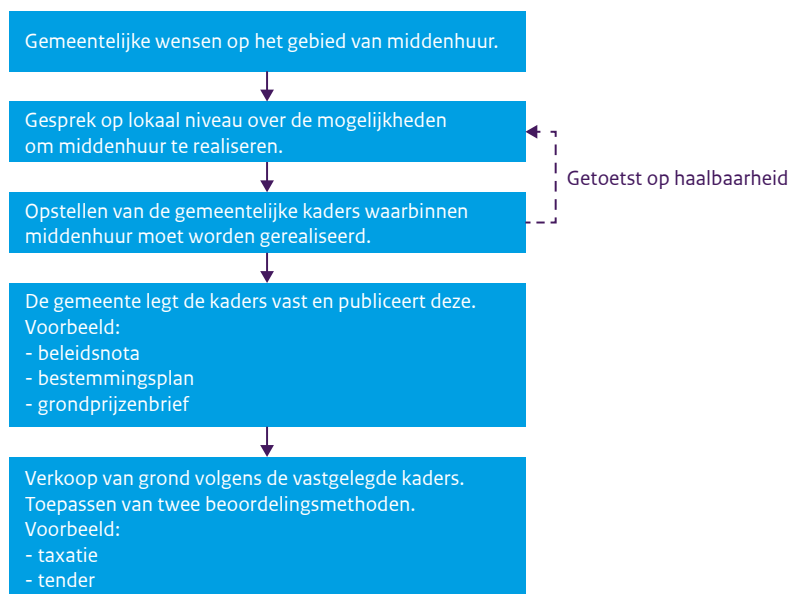 Gemeentelijke wensen op het gebied van middenhuur.
Gesprek op lokaal niveau over de mogelijkheden
om middenhuur te realiseren.
Getoetst op haalbaarheid
Opstellen van de gemeentelijke kaders waarbinnen
middenhuur moet worden gerealiseerd.
De gemeente legt de kaders vast en publiceert deze.
Voorbeeld:
- beleidsnota
- bestemmingsplan
- grondprijzenbrief
Verkoop van grond volgens de vastgelegde kaders.
Toepassen van twee beoordelingsmethoden.
Voorbeeld:
- taxatie
- tender